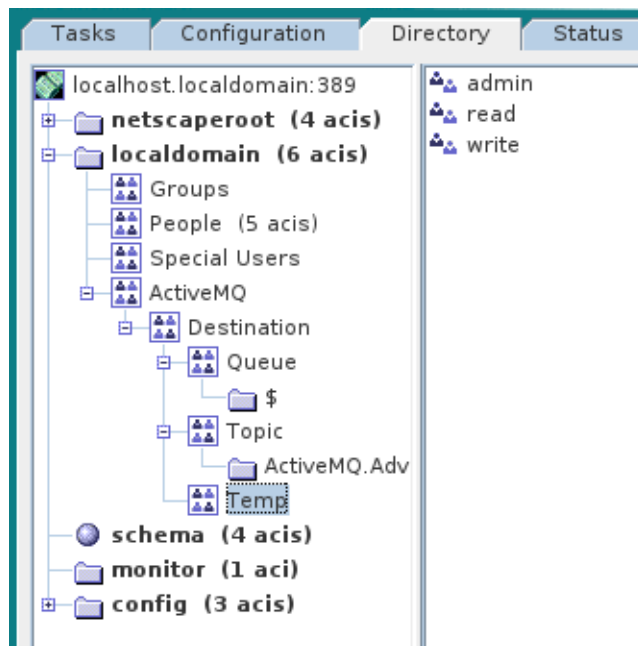 Tasks Configuration Directory Status
localhost.localdomain:389
netscaperoot (4 acis)
localdomain (6 acis)
Groups
People (5 acis)
Special Users
ActiveMQ
Destination
Queue
$
Topic
ActiveMQ.Adv
Temp
schema (4 acis)
monitor (1 aci)
config (3 acis)
admin
read
write